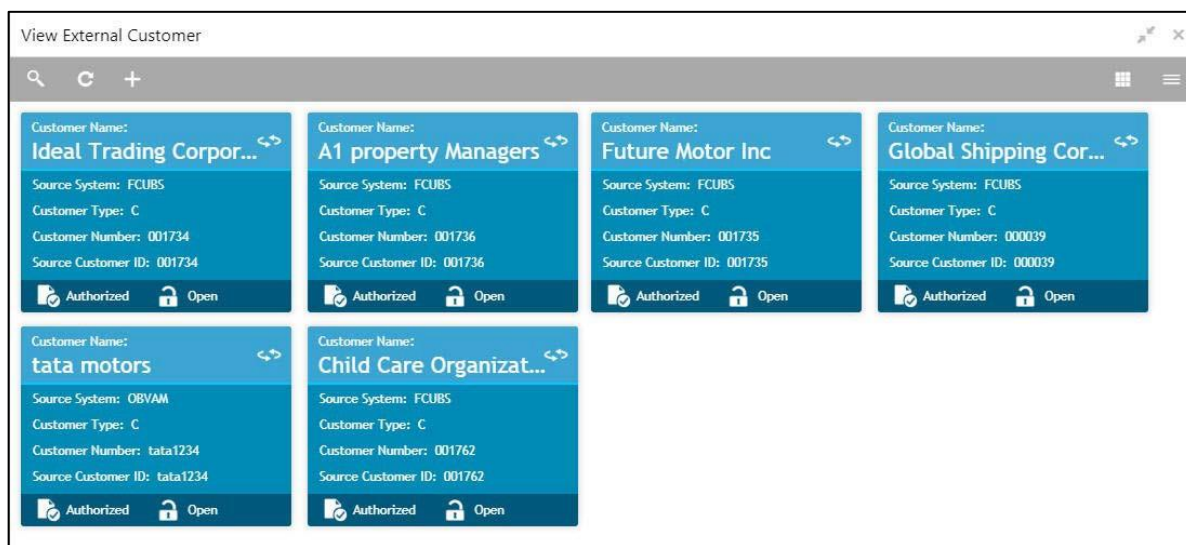 View External Customer
Customer Name:
Ideal Trading Corpor...
Source System: FCUBS
Customer Type: C
Customer Number: 001734
Source Customer ID: 001734
Authorized Open
Customer Name:
A1 property Managers
Source System: FCUBS
Customer Type: C
Customer Number: 001736
Source Customer ID: 001736
Authorized Open
Customer Name:
Future Motor Inc
Source System: FCUBS
Customer Type: C
Customer Number: 001735
Source Customer ID: 001735
Authorized Open
Customer Name:
Global Shipping Cor...
Source System: FCUBS
Customer Type: C
Customer Number: 000039
Source Customer ID: 000039
Authorized Open
Customer Name:
tata motors
Source System: OBVAM
Customer Type: C
Customer Number: tata1234
Source Customer ID: tata1234
Authorized Open
Customer Name:
Child Care Organizat...
Source System: FCUBS
Customer Type: C
Customer Number: 001762
Source Customer ID: 001762
Authorized Open